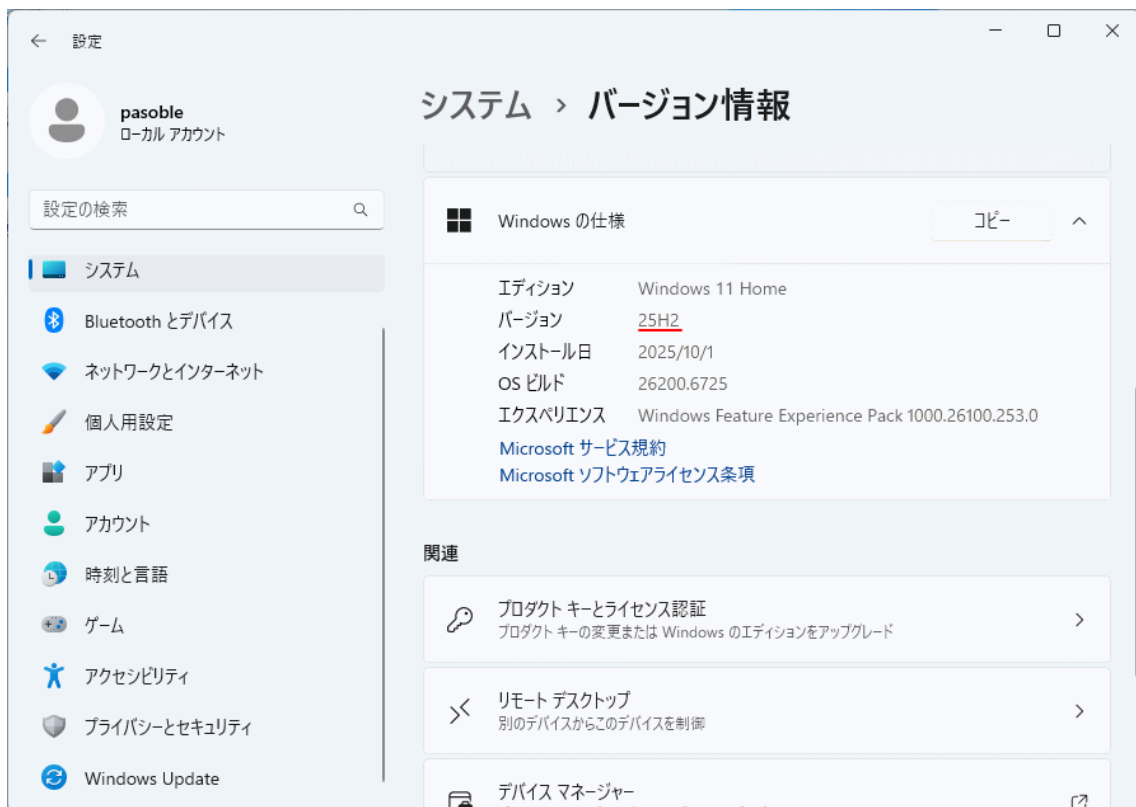 設定
pasoble
ローカル アカウント
設定の検索
システム
Bluetooth とデバイス
ネットワークとインターネット
個人用設定
アプリ
アカウント
時刻と言語
ゲーム
アクセシビリティ
プライバシーとセキュリティ
Windows Update
システム › バージョン情報
Windows の仕様
コピー
エディション Windows 11 Home
バージョン 25H2
インストール日 2025/10/1
OS ビルド 26200.6725
エクスペリエンス Windows Feature Experience Pack 1000.26100.253.0
Microsoft サービス規約
Microsoft ソフトウェアライセンス条項
関連
プロダクト キーとライセンス認証
プロダクト キーの変更または Windows のエディションをアップグレード
リモート デスクトップ
別のデバイスからこのデバイスを制御
デバイス マネージャー